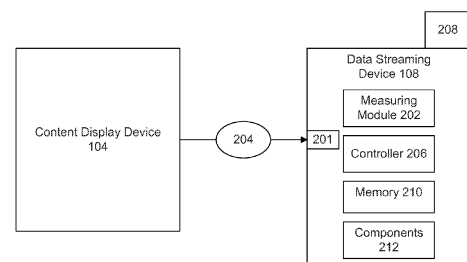 208
Data Streaming
Device 108
Measuring
Module 202
Content Display Device
104
204
201
Controller 206
Memory 210
Components
212